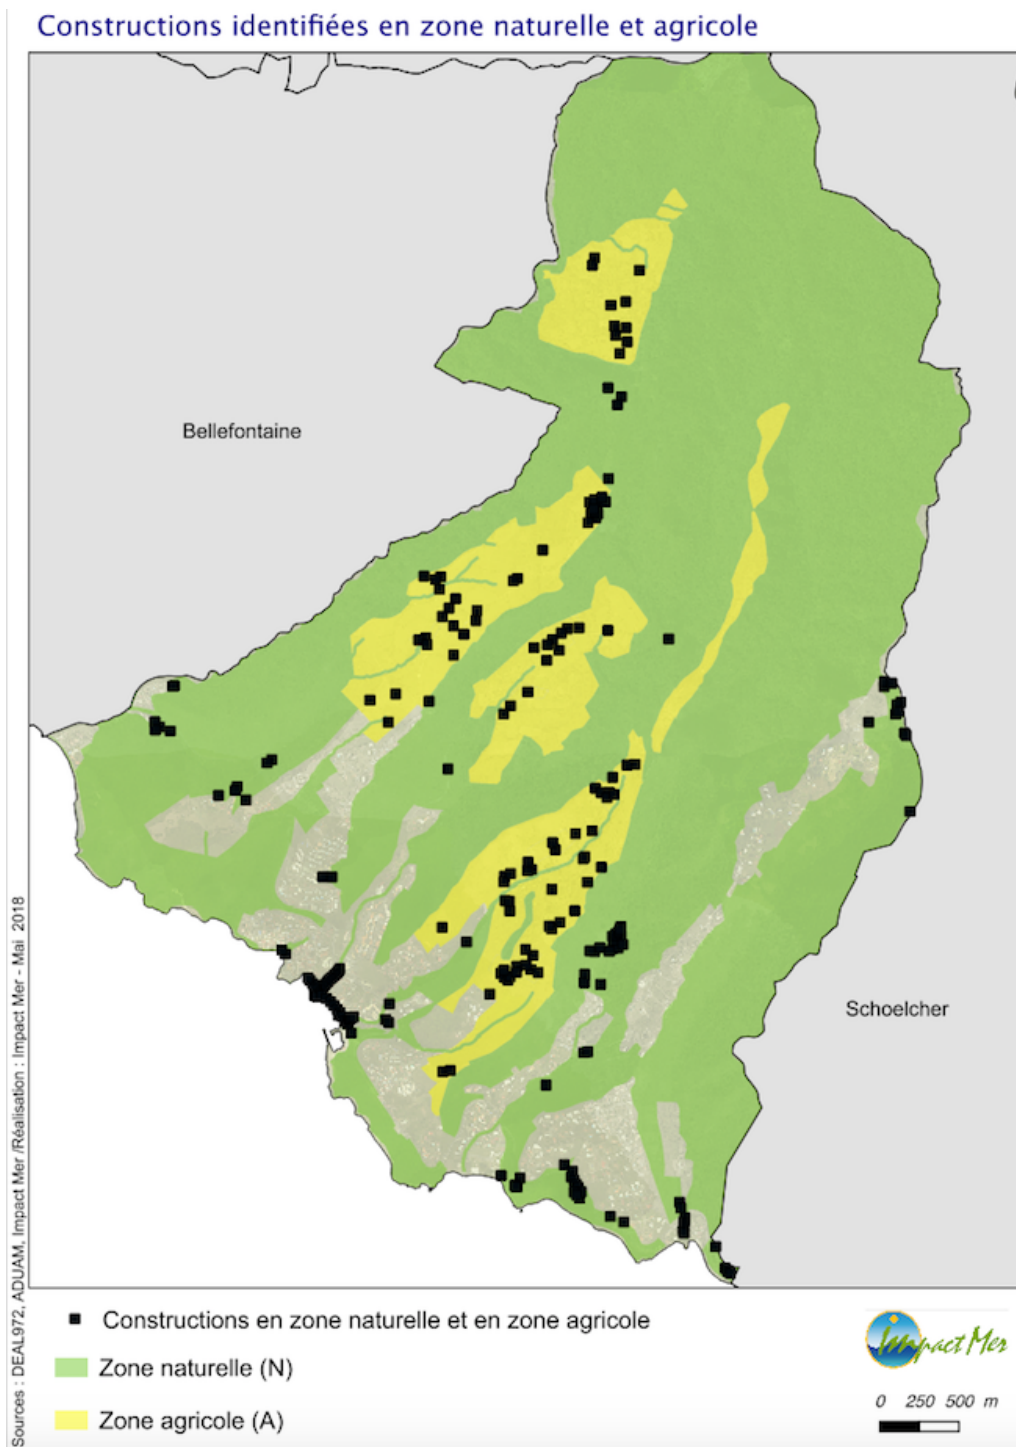 Constructions identifiées en zone naturelle et agricole
Bellefontaine
Schoelcher
Sources : DEAL972, ADUAM, Impact Mer /Réalisation : Impact Mer - Mai 2018
Constructions en zone naturelle et en zone agricole
Zone naturelle (N)
Zone agricole (A)
Impact Mer
0 250 500 m